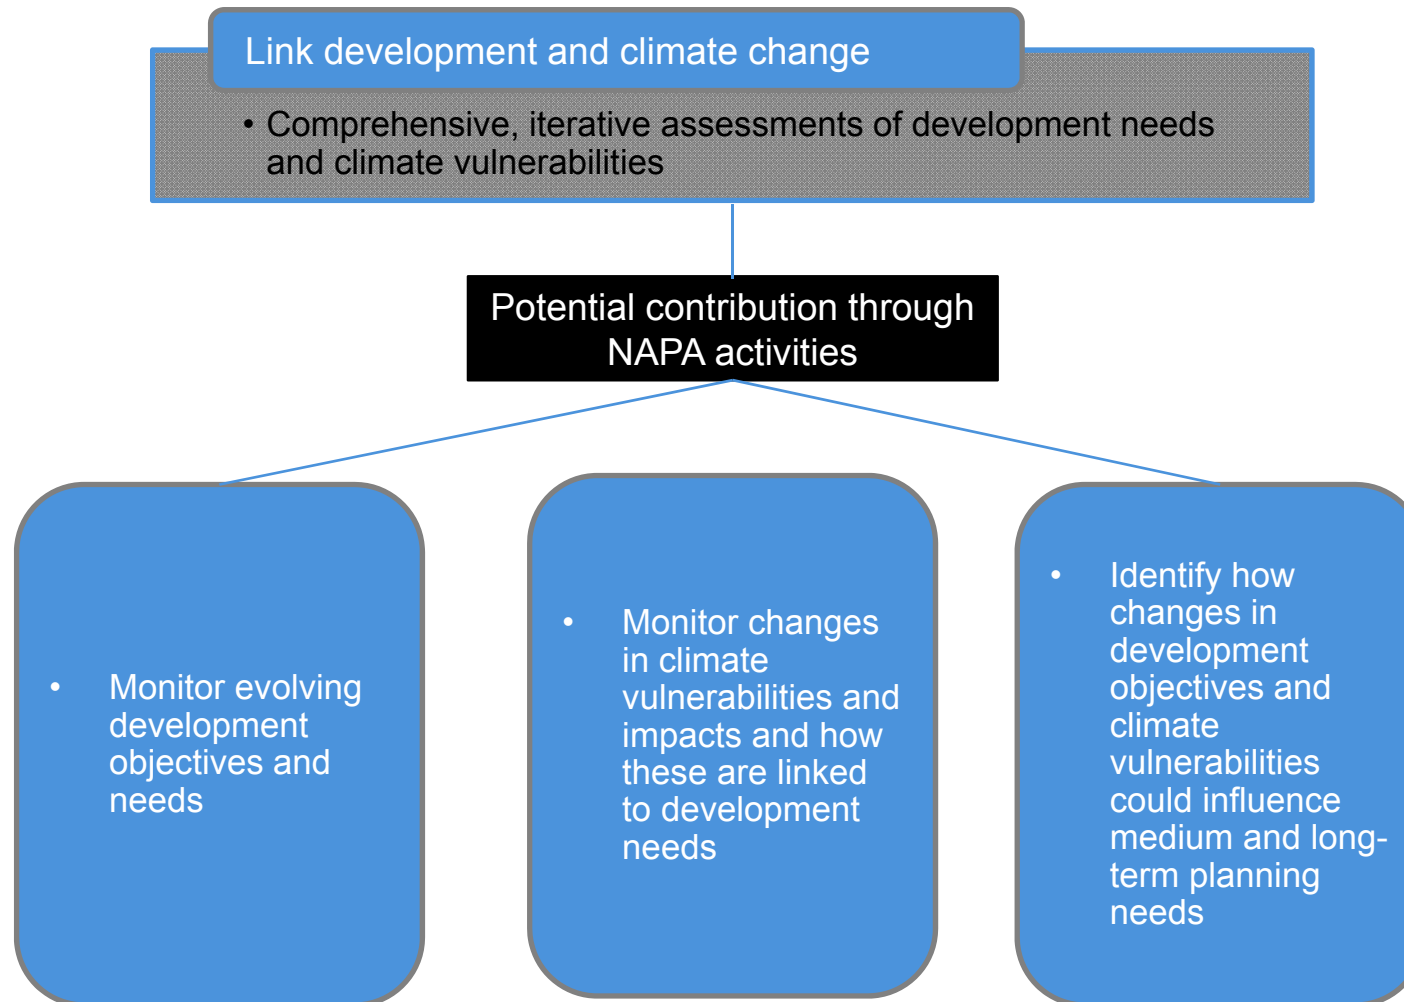 Link development and climate change
• Comprehensive, iterative assessments of development needs
and climate vulnerabilities
Potential contribution through
NAPA activities
• Monitor evolving
development
objectives and
needs
• Monitor changes
in climate
vulnerabilities and
impacts and how
these are linked
to development
needs
• Identify how
changes in
development
objectives and
climate
vulnerabilities
could influence
medium and long-
term planning
needs